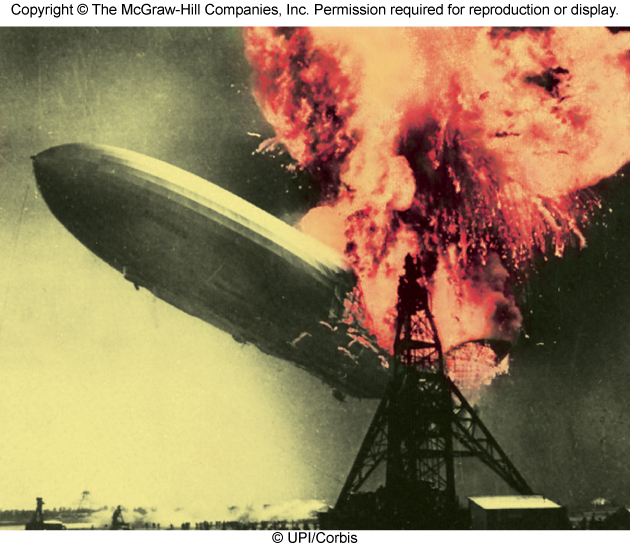 Copyright © The McGraw-Hill Companies, Inc. Permission required for reproduction or display.
© UPI/Corbis